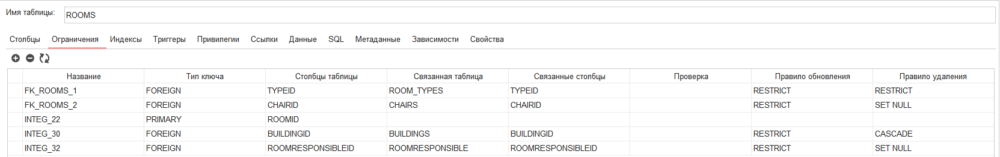 Имя таблицы: ROOMS
Столбцы Ограничения Индексы Триггеры Привилегии Ссылки Данные SQL Метаданные Зависимости Свойства
Название Тип ключа Столбцы таблицы Связанная таблица Связанные столбцы Проверка Правило обновления Правило удаления
FK_ROOMS_1 FOREIGN TYPEID ROOM_TYPES TYPEID RESTRICT RESTRICT
FK_ROOMS_2 FOREIGN CHAIRID CHAIRS CHAIRID RESTRICT SET NULL
INTEG_22 PRIMARY ROOMID
INTEG_30 FOREIGN BUILDINGID BUILDINGS BUILDINGID RESTRICT CASCADE
INTEG_32 FOREIGN ROOMRESPONSIBLEID ROOMRESPONSIBLE ROOMRESPONSIBLEID RESTRICT SET NULL